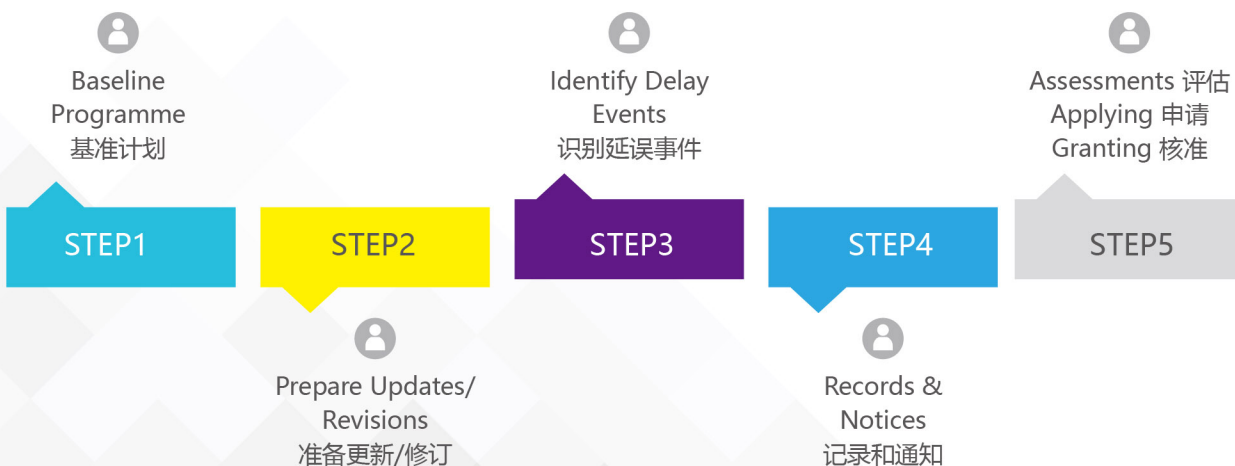 Baseline
Programme
基准计划
Identify Delay
Events
识别延误事件
Assessments 评估
Applying 申请
Granting 核准
STEP1
STEP2
STEP3
STEP4
STEP5
Prepare Updates/
Revisions
准备更新/修订
Records &
Notices
记录和通知